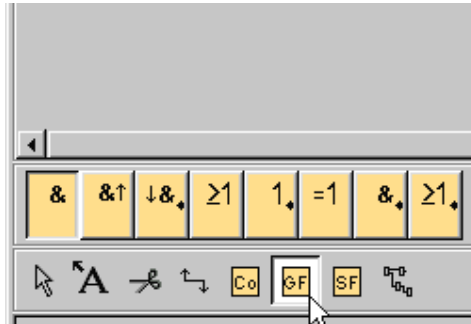 & &↑ ↓& ≥1 1 =1 & ≥1
A Co GF SF